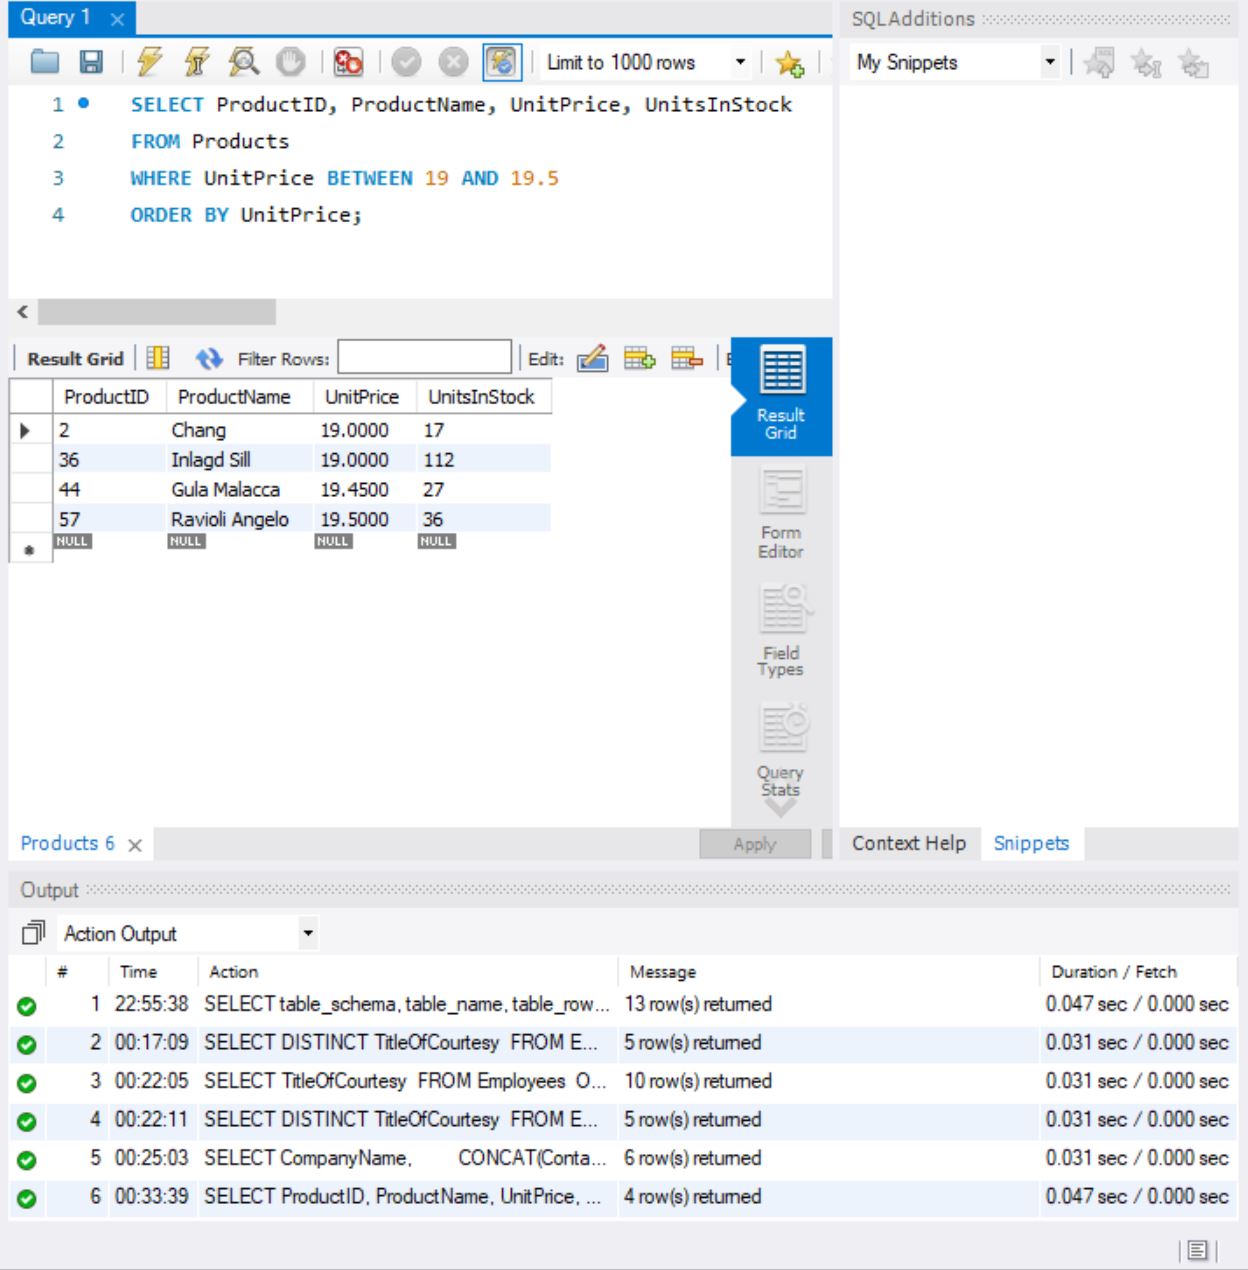 Query 1
SQLAdditions
Limit to 1000 rows
My Snippets
1 SELECT ProductID, ProductName, UnitPrice, UnitsInStock
2 FROM Products
3 WHERE UnitPrice BETWEEN 19 AND 19.5
4 ORDER BY UnitPrice;
Result Grid Filter Rows: Edit:
ProductID ProductName UnitPrice UnitsInStock
2 Chang 19.0000 17
36 Inlagd Sill 19.0000 112
44 Gula Malacca 19.4500 27
57 Ravioli Angelo 19.5000 36
NULL NULL NULL NULL
Result
Grid
Form
Editor
Field
Types
Query
Stats
Products 6
Apply
Context Help Snippets
Output
Action Output
# Time Action Message Duration / Fetch
1 22:55:38 SELECT table_schema, table_name, table_row... 13 row(s) returned 0.047 sec / 0.000 sec
2 00:17:09 SELECT DISTINCT TitleOfCourtesy FROM E... 5 row(s) returned 0.031 sec / 0.000 sec
3 00:22:05 SELECT TitleOfCourtesy FROM Employees O... 10 row(s) returned 0.031 sec / 0.000 sec
4 00:22:11 SELECT DISTINCT TitleOfCourtesy FROM E... 5 row(s) returned 0.031 sec / 0.000 sec
5 00:25:03 SELECT CompanyName, CONCAT(Conta... 6 row(s) returned 0.031 sec / 0.000 sec
6 00:33:39 SELECT ProductID, ProductName, UnitPrice, ... 4 row(s) returned 0.047 sec / 0.000 sec